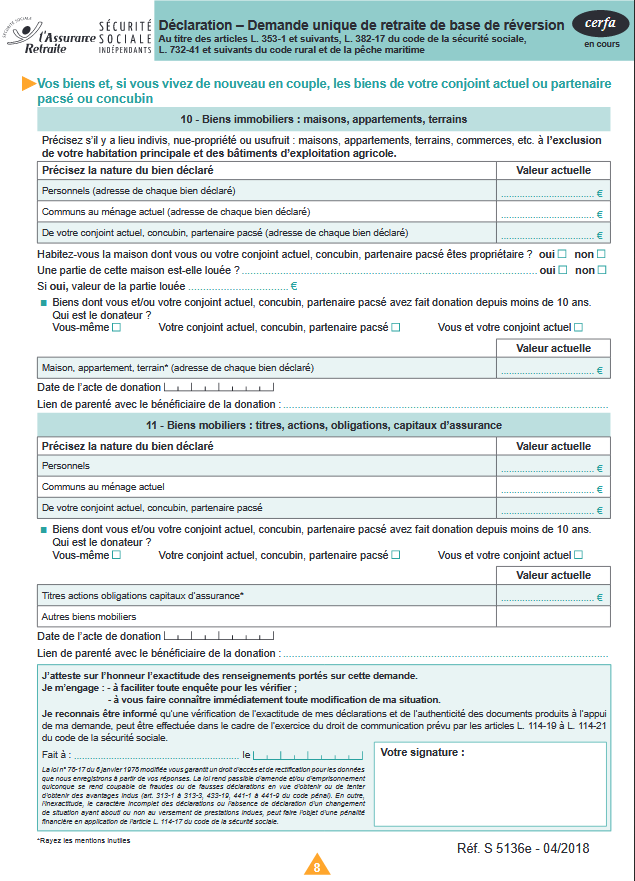 SÉCURITÉ SOCIALE
l'Assurance
Retraite
SÉCURITÉ
SOCIALE
INDÉPENDANTS
Déclaration – Demande unique de retraite de base de réversion
Au titre des articles L. 353-1 et suivants, L. 382-17 du code de la sécurité sociale,
L. 732-41 et suivants du code rural et de la pêche maritime
cerfa
en cours
Vos biens et, si vous vivez de nouveau en couple, les biens de votre conjoint actuel ou partenaire
pacsé ou concubin
10 - Biens immobiliers : maisons, appartements, terrains
Précisez s'il y a lieu indivis, nue-propriété ou usufruit : maisons, appartements, terrains, commerces, etc. à l'exclusion
de votre habitation principale et des bâtiments d'exploitation agricole.
Précisez la nature du bien déclaré Valeur actuelle
Personnels (adresse de chaque bien déclaré) ................................ €
Communs au ménage actuel (adresse de chaque bien déclaré) ................................ €
De votre conjoint actuel, concubin, partenaire pacsé (adresse de chaque bien déclaré) ................................ €
Habitez-vous la maison dont vous ou votre conjoint actuel, concubin, partenaire pacsé êtes propriétaire ? oui □ non □
Une partie de cette maison est-elle louée ? ................................ oui □ non □
Si oui, valeur de la partie louée ................................ €
■ Biens dont vous et/ou votre conjoint actuel, concubin, partenaire pacsé avez fait donation depuis moins de 10 ans.
Qui est le donateur ?
Vous-même □ Votre conjoint actuel, concubin, partenaire pacsé □ Vous et votre conjoint actuel □
Valeur actuelle
Maison, appartement, terrain* (adresse de chaque bien déclaré) ................................ €
Date de l'acte de donation
Lien de parenté avec le bénéficiaire de la donation : ................................
11 - Biens mobiliers : titres, actions, obligations, capitaux d'assurance
Précisez la nature du bien déclaré Valeur actuelle
Personnels ................................ €
Communs au ménage actuel ................................ €
De votre conjoint actuel, concubin, partenaire pacsé ................................ €
■ Biens dont vous et/ou votre conjoint actuel, concubin, partenaire pacsé avez fait donation depuis moins de 10 ans.
Qui est le donateur ?
Vous-même □ Votre conjoint actuel, concubin, partenaire pacsé □ Vous et votre conjoint actuel □
Valeur actuelle
Titres actions obligations capitaux d'assurance* ................................ €
Autres biens mobiliers
Date de l'acte de donation
Lien de parenté avec le bénéficiaire de la donation : ................................
J'atteste sur l'honneur l'exactitude des renseignements portés sur cette demande.
Je m'engage : - à faciliter toute enquête pour les vérifier ;
- à vous faire connaître immédiatement toute modification de ma situation.
Je reconnais être informé qu'une vérification de l'exactitude de mes déclarations et de l'authenticité des documents produits à l'appui
de ma demande, peut être effectuée dans le cadre de l'exercice du droit de communication prévu par les articles L. 114-19 à L. 114-21
du code de la sécurité sociale.
Fait à : ................................ le
Votre signature :
La loi n° 78-17 du 6 janvier 1978 modifiée vous garantit un droit d'accès et de rectification pour les données
que nous enregistrons à partir de vos réponses. La loi rend passible d'amende et/ou d'emprisonnement
quiconque se rend coupable de fraudes ou de fausses déclarations en vue d'obtenir ou de tenter
d'obtenir des avantages indus (art. 313-1 à 313-3, 433-19, 441-1 à 441-9 du code pénal). En outre,
l'inexactitude, le caractère incomplet des déclarations ou l'absence de déclaration d'un changement
de situation ayant abouti ou non au versement de prestations indues, peut faire l'objet d'une pénalité
financière en application de l'article L. 114-17 du code de la sécurité sociale.
*Rayez les mentions inutiles
Réf. S 5136e - 04/2018
8